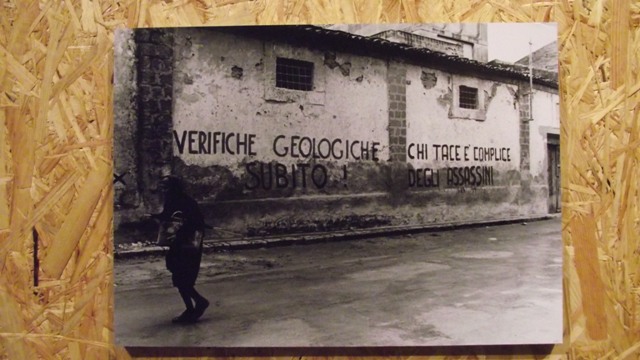 VERIFICHE GEOLOGICHE
SUBITO !
CHI TACE E' COMPLICE
DEGLI ASSASSINI